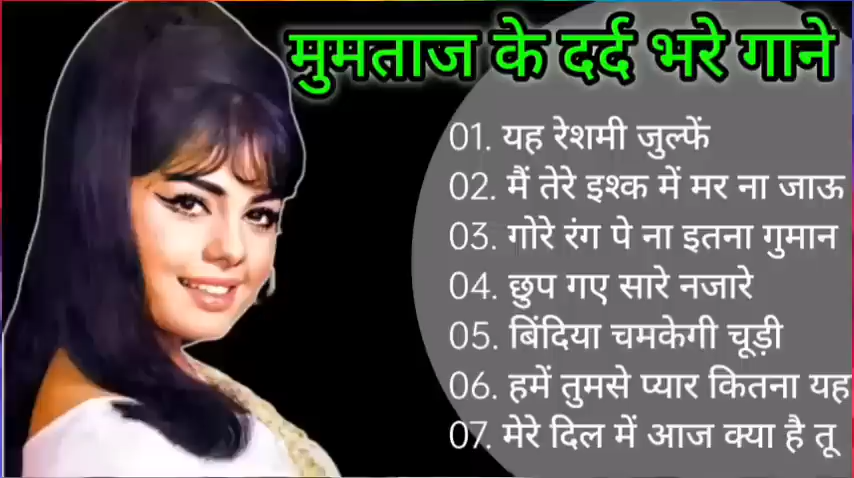 मुमताज के दर्द भरे गाने
01. यह रेशमी जुल्फें
02. मैं तेरे इश्क में मर ना जाऊ
03. गोरे रंग पे ना इतना गुमान
04. छुप गए सारे नजारे
05. बिंदिया चमकेगी चूड़ी
06. हमें तुमसे प्यार कितना यह
07. मेरे दिल में आज क्या है तू